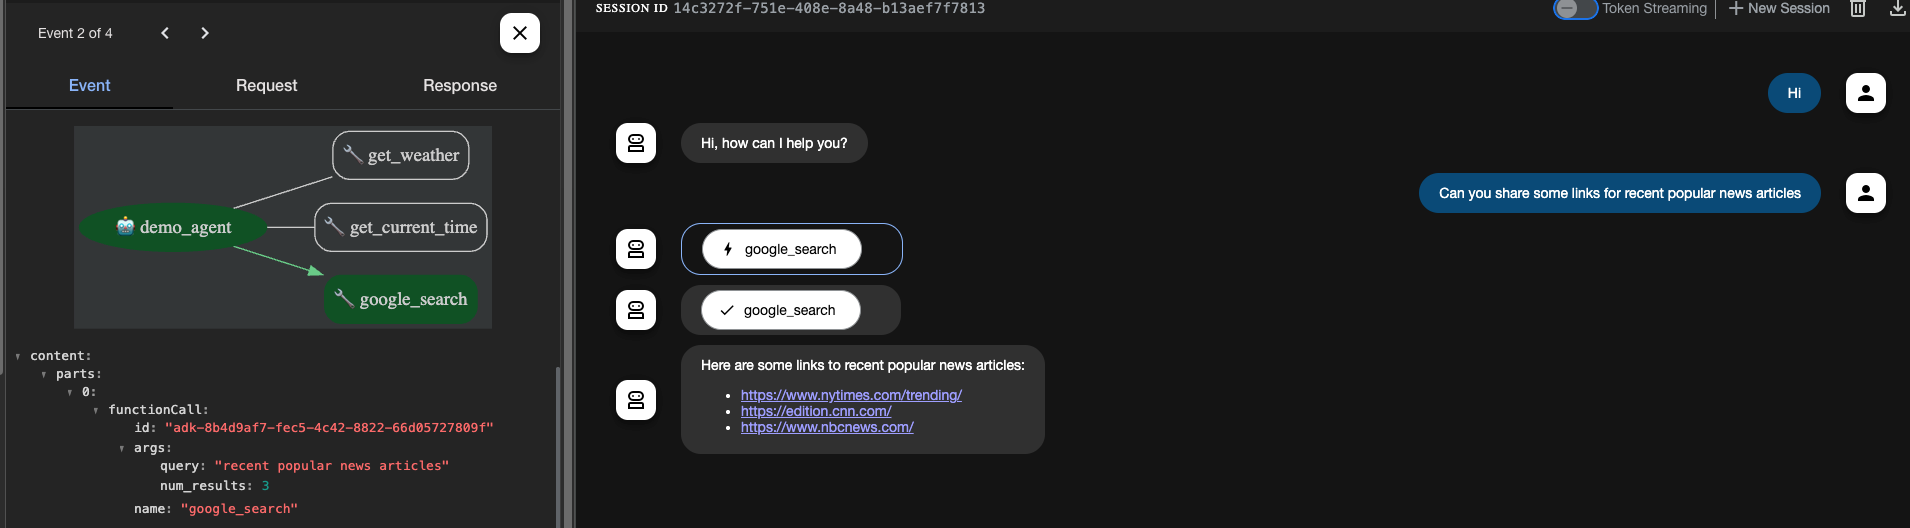 Event 2 of 4
Event
Request
Response
get_weather
demo_agent
get_current_time
google_search
content:
parts:
0:
functionCall:
id: "adk-8b4d9af7-fec5-4c42-8822-66d05727809f"
args:
query: "recent popular news articles"
num_results: 3
name: "google_search"
SESSION ID 14c3272f-751e-408e-8a48-b13aef7f7813
Token Streaming
New Session
Hi
Hi, how can I help you?
Can you share some links for recent popular news articles
google_search
google_search
Here are some links to recent popular news articles:
https://www.nytimes.com/trending/
https://edition.cnn.com/
https://www.nbcnews.com/